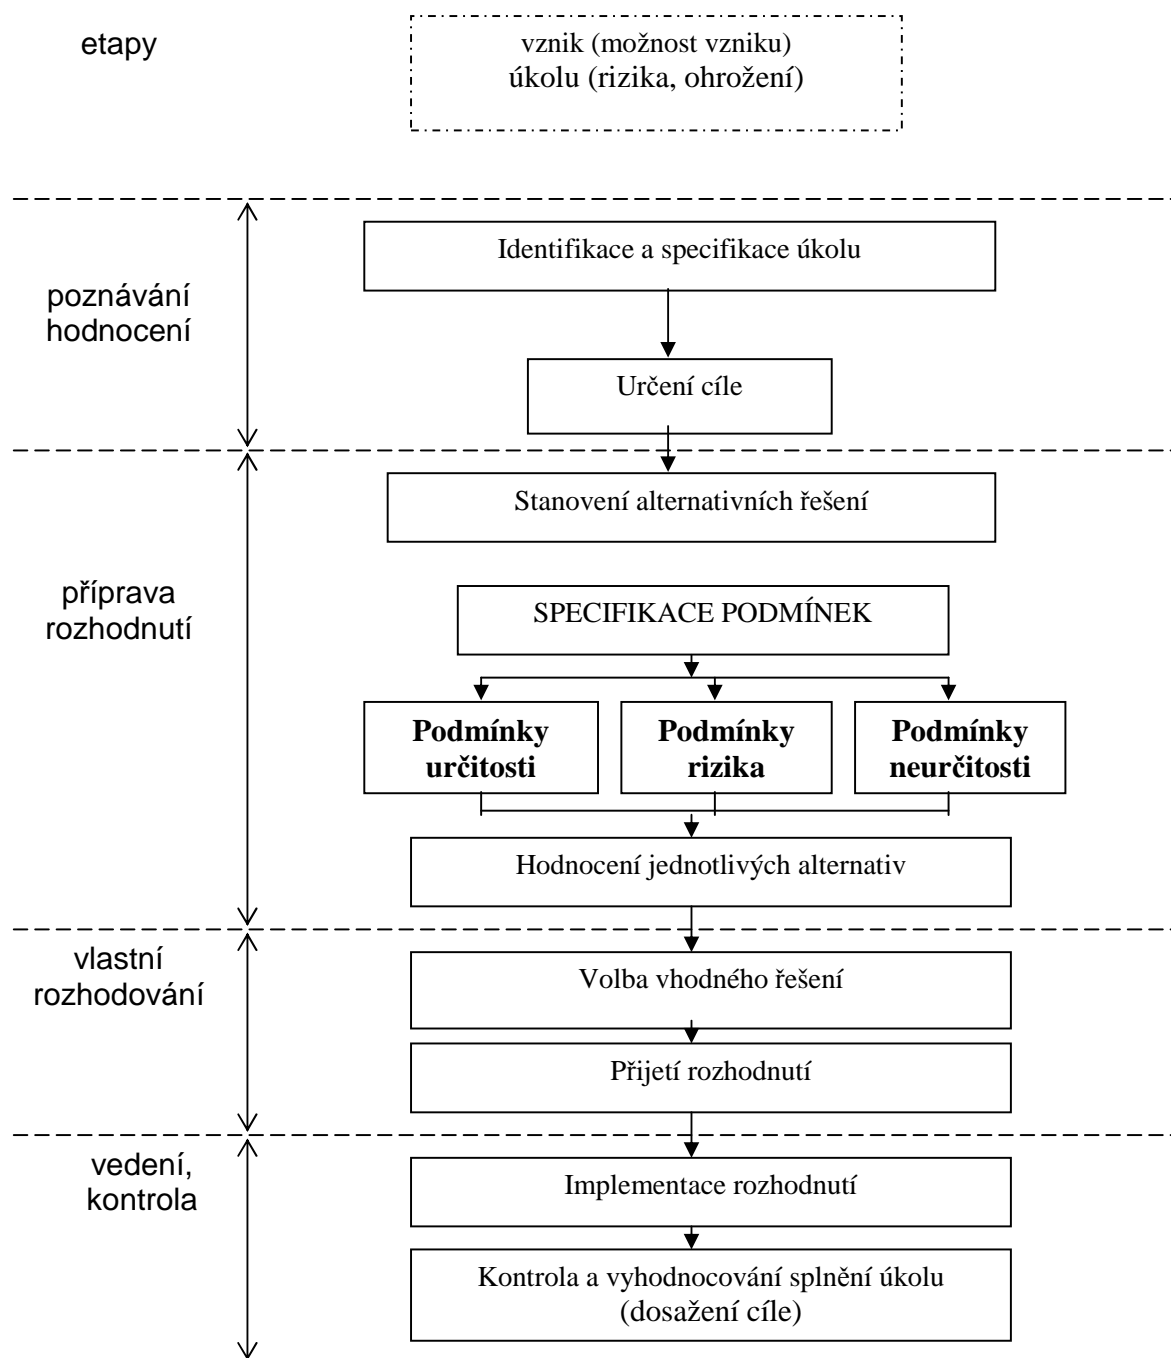 etapy
vznik (možnost vzniku)
úkolu (rizika, ohrožení)
poznávání
hodnocení
Identifikace a specifikace úkolu
Určení cíle
příprava
rozhodnutí
Stanovení alternativních řešení
SPECIFIKACE PODMÍNEK
Podmínky
určitosti
Podmínky
rizika
Podmínky
neurčitosti
Hodnocení jednotlivých alternativ
vlastní
rozhodování
Volba vhodného řešení
Přijetí rozhodnutí
vedení,
kontrola
Implementace rozhodnutí
Kontrola a vyhodnocování splnění úkolu
(dosažení cíle)